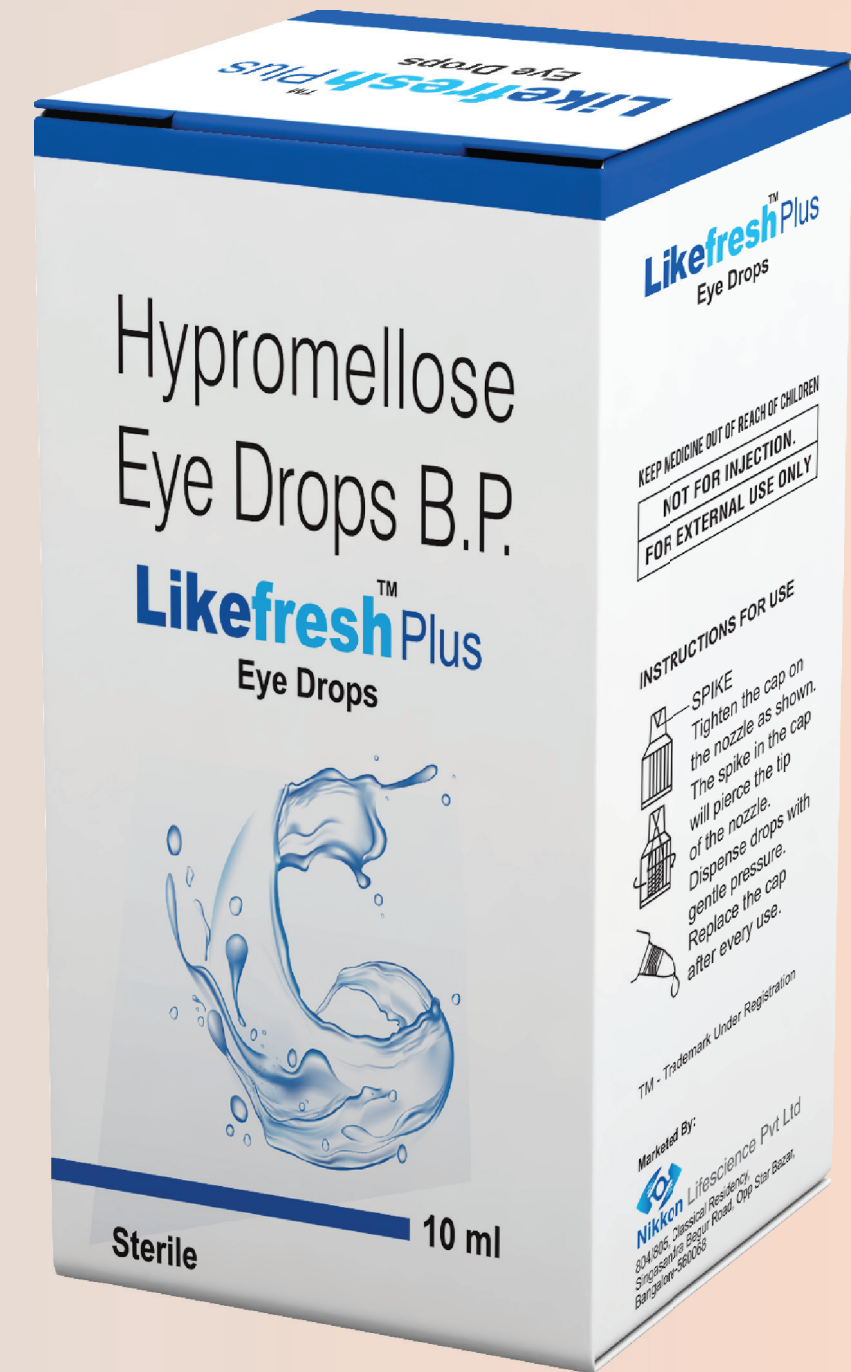 Likefresh™ Plus
Eye Drops
Hypromellose
Eye Drops B.P.
Likefresh™ Plus
Eye Drops
Sterile
10 ml
Likefresh™ Plus
Eye Drops
KEEP MEDICINE OUT OF REACH OF CHILDREN
NOT FOR INJECTION.
FOR EXTERNAL USE ONLY
INSTRUCTIONS FOR USE
SPIKE
Tighten the cap on
the nozzle as shown.
The spike in the cap
will pierce the tip
of the nozzle.
Dispense drops with
gentle pressure.
Replace the cap
after every use.
TM - Trademark Under Registration
Marketed By:
Nikkon Lifescience Pvt Ltd
804/805, Classical Residency,
Singasandra Begur Road, Opp Star Bazar,
Bangalore-560068